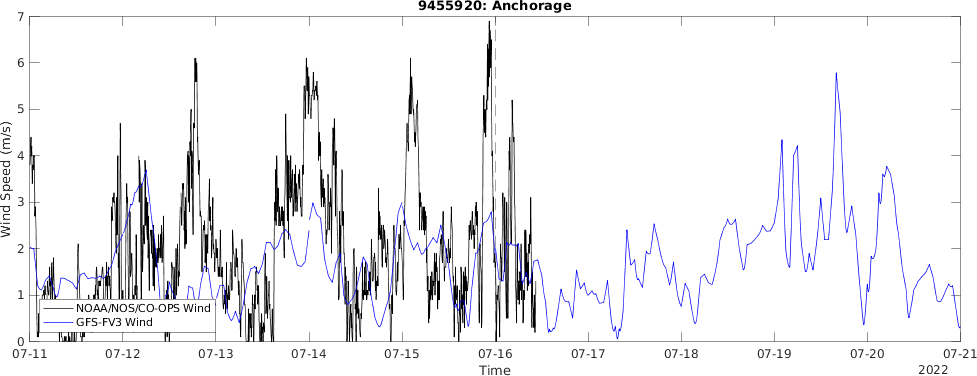 9455920: Anchorage
Wind Speed (m/s)
7
6
5
4
3
2
1
0
NOAA/NOS/CO-OPS Wind
GFS-FV3 Wind
07-11 07-12 07-13 07-14 07-15 07-16 07-17 07-18 07-19 07-20 07-21
Time
2022